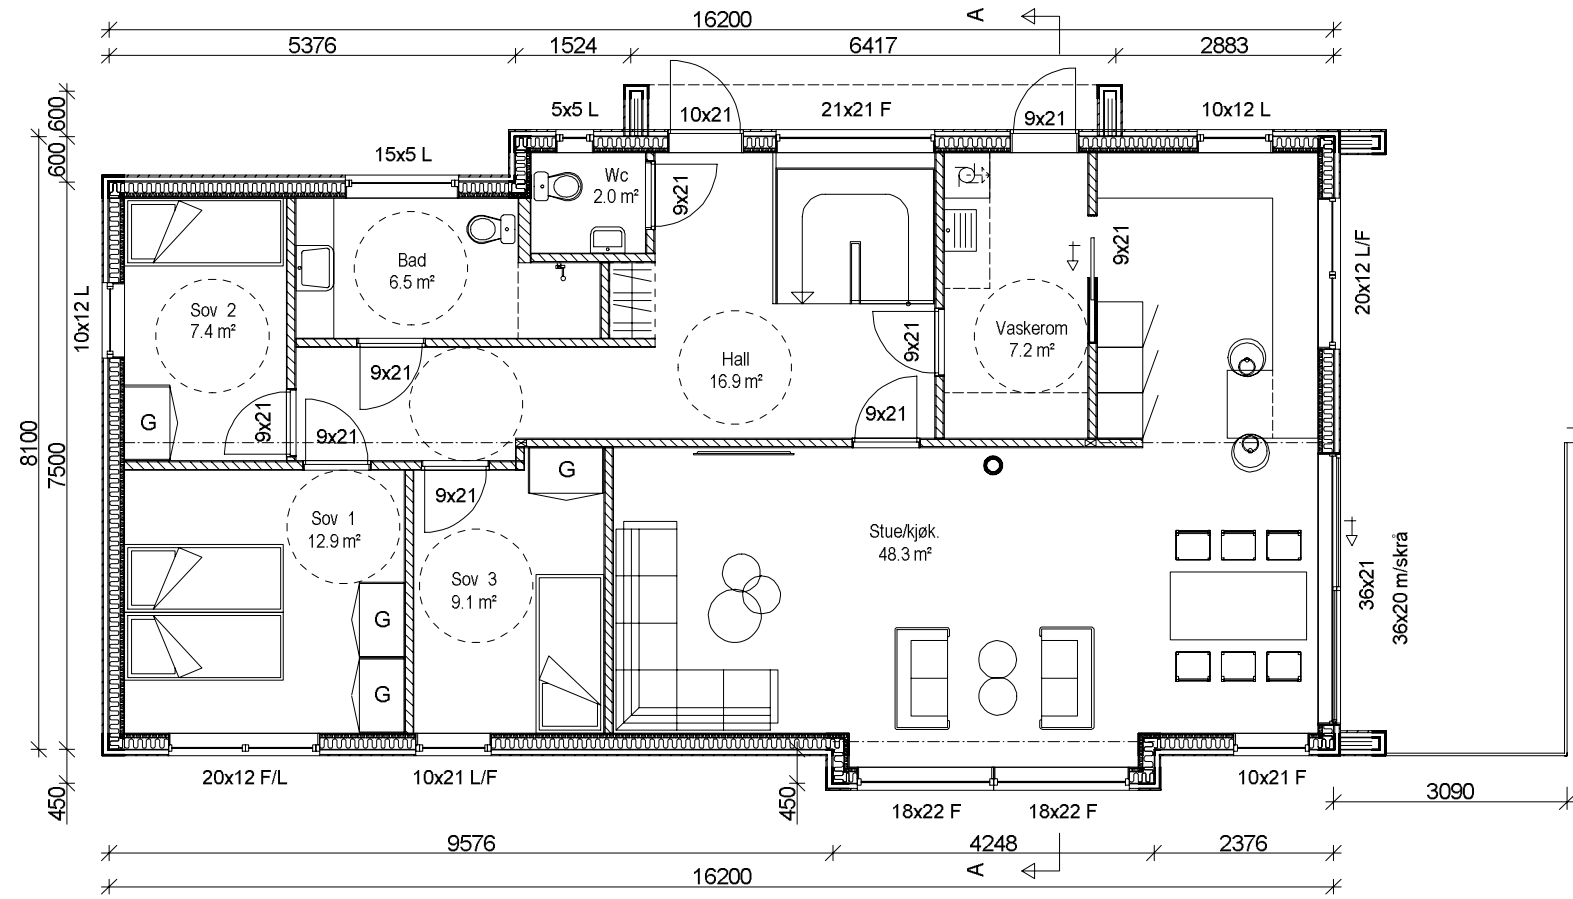 16200
A
5376
1524
6417
2883
600
600
8100
7500
450
5x5 L
10x21
21x21 F
9x21
10x12 L
15x5 L
Wc
2.0 m²
9x21
9x21
20x12 L/F
10x12 L
Sov 2
7.4 m²
Bad
6.5 m²
Hall
16.9 m²
9x21
Vaskerom
7.2 m²
9x21
9x21
9x21
9x21
G
G
9x21
Sov 1
12.9 m²
Sov 3
9.1 m²
Stue/kjøk.
48.3 m²
36x21
36x20 m/skrå
G
G
20x12 F/L
10x21 L/F
450
18x22 F
18x22 F
10x21 F
3090
9576
4248
2376
A
16200